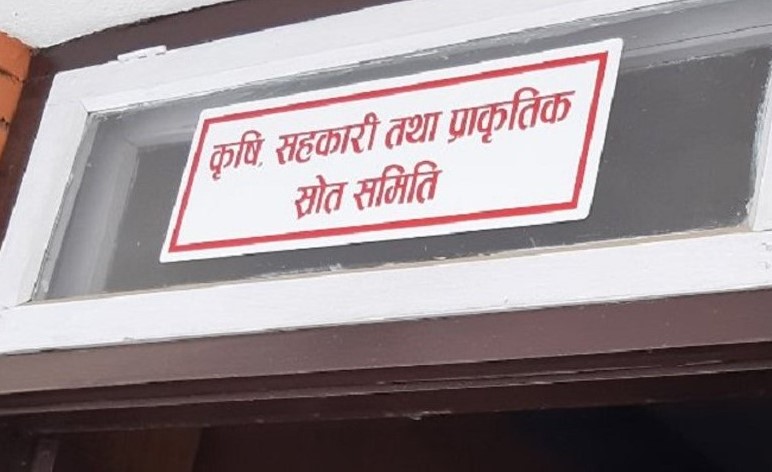 कृषि, सहकारी तथा प्राकृतिक
स्रोत समिति